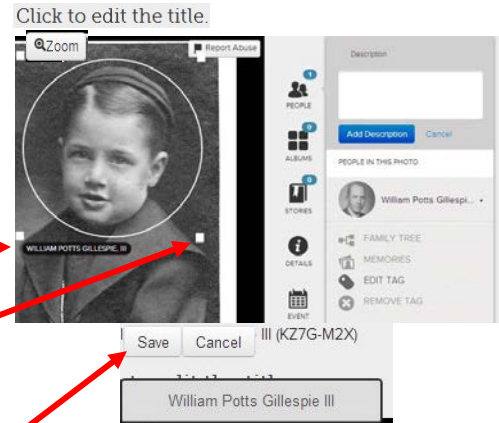 Click to edit the title.
Zoom
Report Abuse
Description
1
PEOPLE
Add Description
Cancel
0
ALBUMS
PEOPLE IN THIS PHOTO
0
STORIES
William Potts Gillespi...
WILLIAM POTTS GILLESPIE, III
DETAILS
FAMILY TREE
MEMORIES
EDIT TAG
EVENT
REMOVE TAG
Save
Cancel
III (KZ7G-M2X)
William Potts Gillespie III